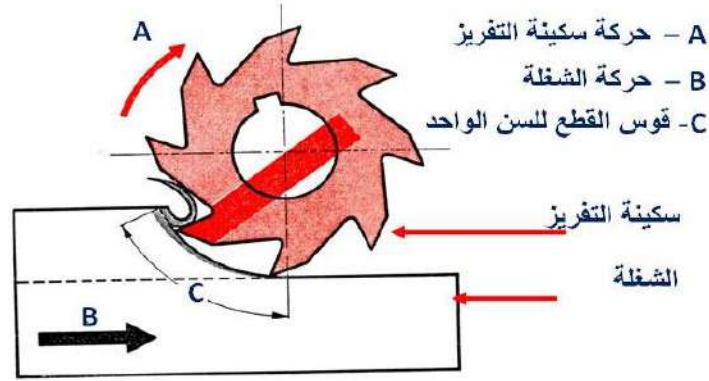 A – حركة سكينة التفريز
B – حركة الشغلة
C- قوس القطع للسن الواحد
سكينة التفريز
الشغلة
A
C
B